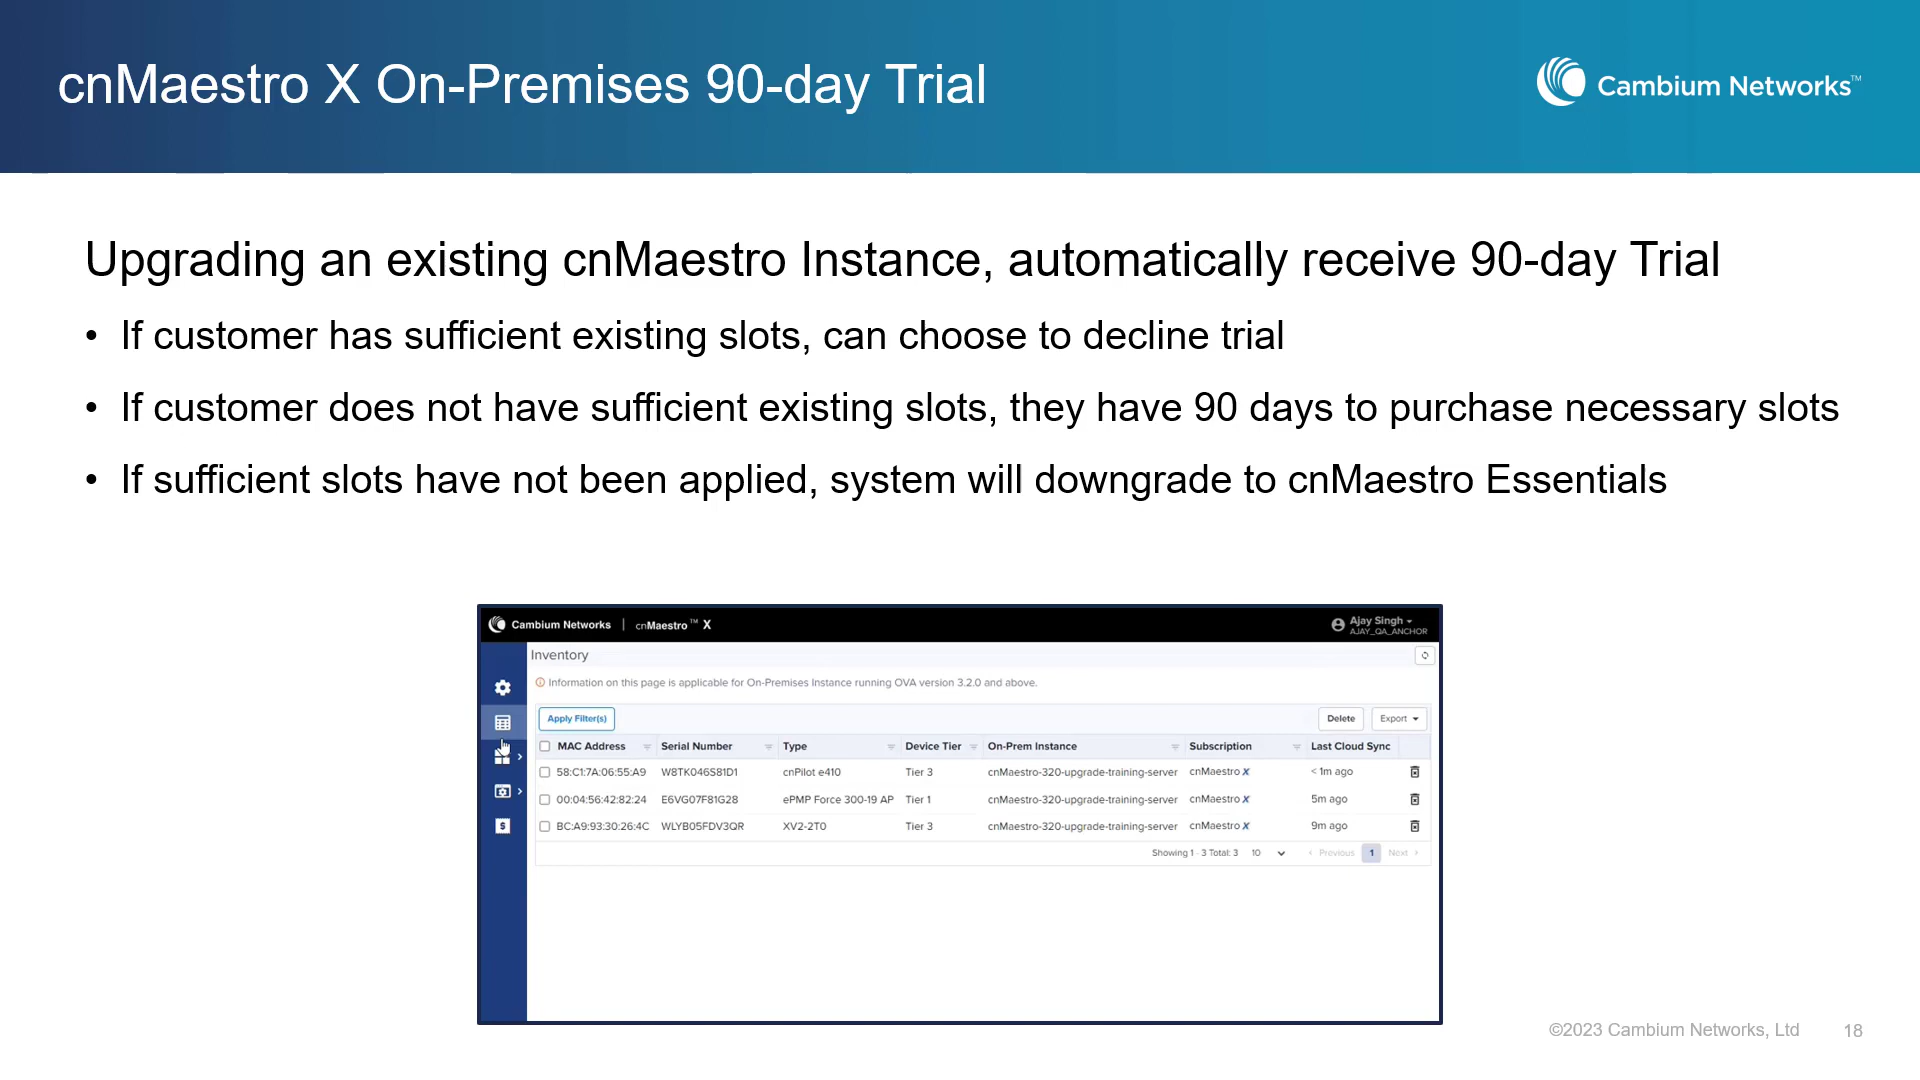 cnMaestro X On-Premises 90-day Trial
Cambium Networks™
Upgrading an existing cnMaestro Instance, automatically receive 90-day Trial
• If customer has sufficient existing slots, can choose to decline trial
• If customer does not have sufficient existing slots, they have 90 days to purchase necessary slots
• If sufficient slots have not been applied, system will downgrade to cnMaestro Essentials
Cambium Networks | cnMaestro™ X
Ajay Singh
AJAY_QA_ANCHOR
Inventory
Information on this page is applicable for On-Premises Instance running OVA version 3.2.0 and above.
Apply Filter(s) Delete Export
MAC Address Serial Number Type Device Tier On-Prem Instance Subscription Last Cloud Sync
58:C1:7A:06:55:A9 W8TK046S81D1 cnPilot e410 Tier 3 cnMaestro-320-upgrade-training-server cnMaestro X < 1m ago
00:04:56:42:82:24 E6VG07F81G28 ePMP Force 300-19 AP Tier 1 cnMaestro-320-upgrade-training-server cnMaestro X 5m ago
BC:A9:93:30:26:4C WLYB05FDV3QR XV2-2T0 Tier 3 cnMaestro-320-upgrade-training-server cnMaestro X 9m ago
Showing 1 - 3 Total: 3 10 < Previous 1 Next >
©2023 Cambium Networks, Ltd 18